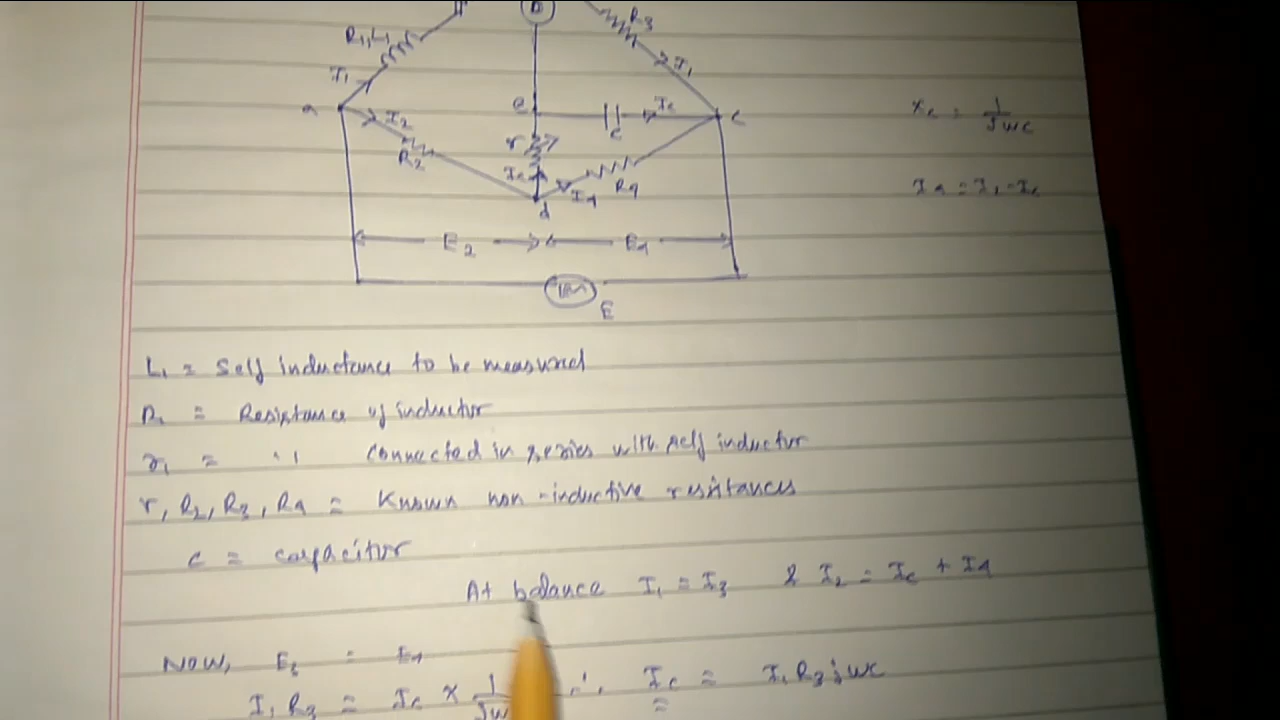 D
R3
R1, L1
I1
I1
a
I2
R2
e
Ic
c
C
r
Ic
I4
R4
d
E2
E4
E
Xc = 1/jwc
I4 = I1 - Ic
L1 = Self inductance to be measured
R1 = Resistance of inductor
r1 = '' connected in series with self inductor
r, R2, R3, R4 = Known non-inductive resistances
C = capacitor
At balance I1 = I3 & I2 = Ic + I4
Now, E3 = E4
I1 R3 = Ic × 1/jw ∴ Ic = I1 R3 jwc